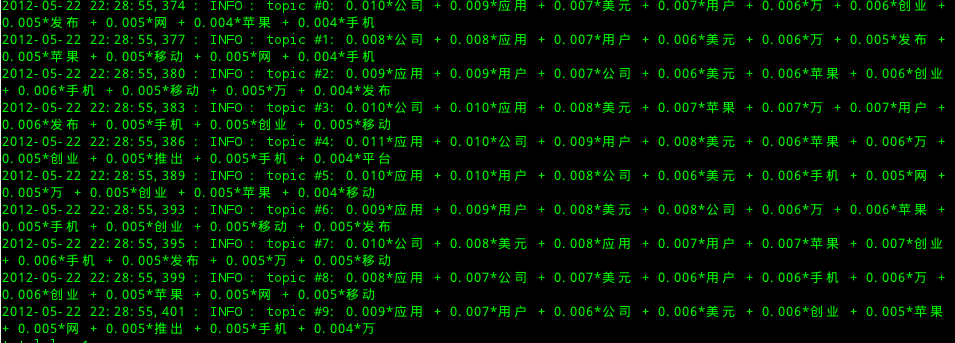 2012-05-22 22:28:55,374 : INFO : topic #0: 0.010*公司 + 0.009*应用 + 0.007*美元 + 0.007*用户 + 0.006*万 + 0.006*创业 +
0.005*发布 + 0.005*网 + 0.004*苹果 + 0.004*手机
2012-05-22 22:28:55,377 : INFO : topic #1: 0.008*公司 + 0.008*应用 + 0.007*用户 + 0.006*美元 + 0.006*万 + 0.005*发布 +
0.005*苹果 + 0.005*移动 + 0.005*网 + 0.004*手机
2012-05-22 22:28:55,380 : INFO : topic #2: 0.009*应用 + 0.009*用户 + 0.007*公司 + 0.006*美元 + 0.006*苹果 + 0.006*创业
+ 0.006*手机 + 0.005*移动 + 0.005*万 + 0.004*发布
2012-05-22 22:28:55,383 : INFO : topic #3: 0.010*公司 + 0.010*应用 + 0.008*美元 + 0.007*苹果 + 0.007*万 + 0.007*用户 +
0.006*发布 + 0.005*手机 + 0.005*创业 + 0.005*移动
2012-05-22 22:28:55,386 : INFO : topic #4: 0.011*应用 + 0.010*公司 + 0.009*用户 + 0.008*美元 + 0.006*苹果 + 0.006*万 +
0.005*创业 + 0.005*推出 + 0.005*手机 + 0.004*平台
2012-05-22 22:28:55,389 : INFO : topic #5: 0.010*应用 + 0.010*用户 + 0.008*公司 + 0.006*美元 + 0.006*手机 + 0.005*网 +
0.005*万 + 0.005*创业 + 0.005*苹果 + 0.004*移动
2012-05-22 22:28:55,393 : INFO : topic #6: 0.009*应用 + 0.009*用户 + 0.008*美元 + 0.008*公司 + 0.006*万 + 0.006*苹果 +
0.005*手机 + 0.005*创业 + 0.005*移动 + 0.005*发布
2012-05-22 22:28:55,395 : INFO : topic #7: 0.010*公司 + 0.008*美元 + 0.008*应用 + 0.007*用户 + 0.007*苹果 + 0.007*创业
+ 0.006*手机 + 0.005*发布 + 0.005*万 + 0.005*移动
2012-05-22 22:28:55,399 : INFO : topic #8: 0.008*应用 + 0.007*公司 + 0.007*美元 + 0.006*用户 + 0.006*手机 + 0.006*万 +
0.006*创业 + 0.005*苹果 + 0.005*网 + 0.005*移动
2012-05-22 22:28:55,401 : INFO : topic #9: 0.009*应用 + 0.007*用户 + 0.006*公司 + 0.006*美元 + 0.006*创业 + 0.005*苹果
+ 0.005*网 + 0.005*推出 + 0.005*手机 + 0.004*万